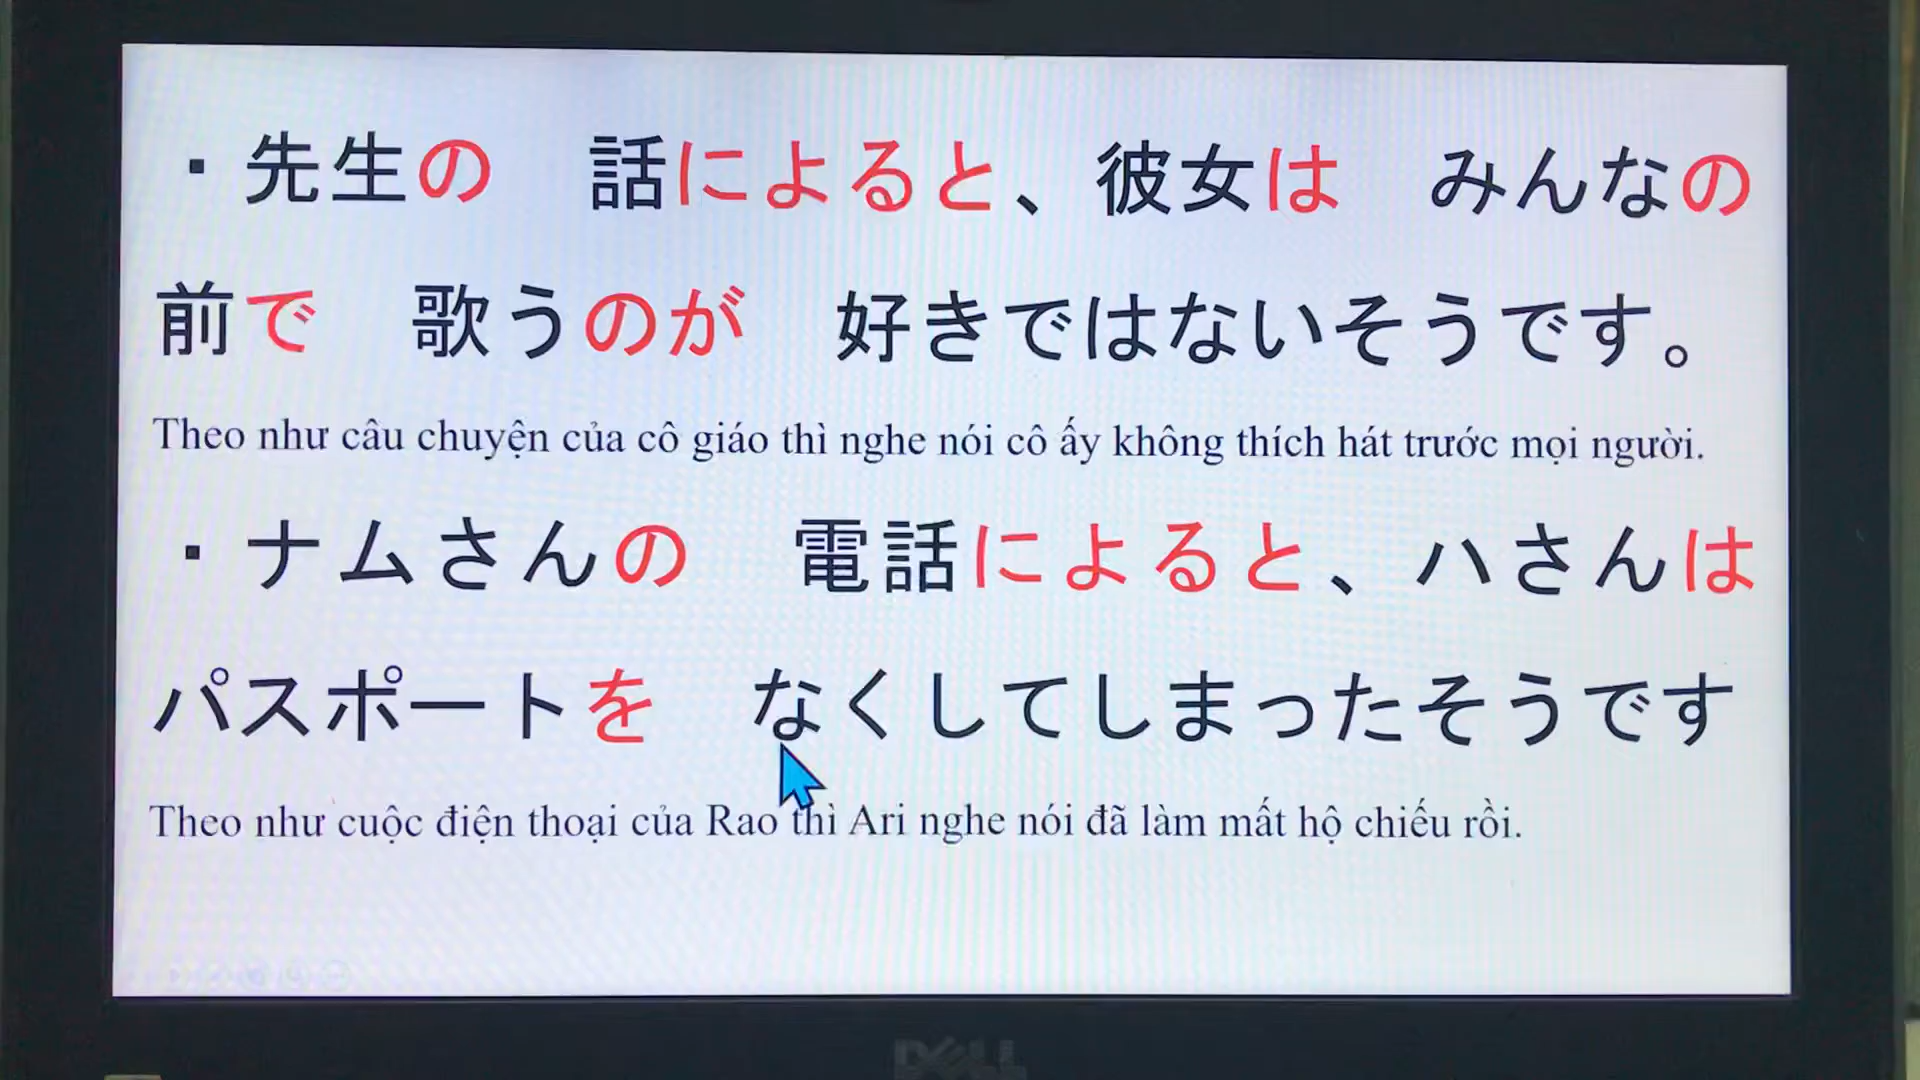 ・先生の　話によると、彼女は　みんなの
前で　歌うのが　好きではないそうです。
Theo như câu chuyện của cô giáo thì nghe nói cô ấy không thích hát trước mọi người.
・ナムさんの　電話によると、ハさんは
パスポートを　なくしてしまったそうです
Theo như cuộc điện thoại của Rao thì Ari nghe nói đã làm mất hộ chiếu rồi.
DELL